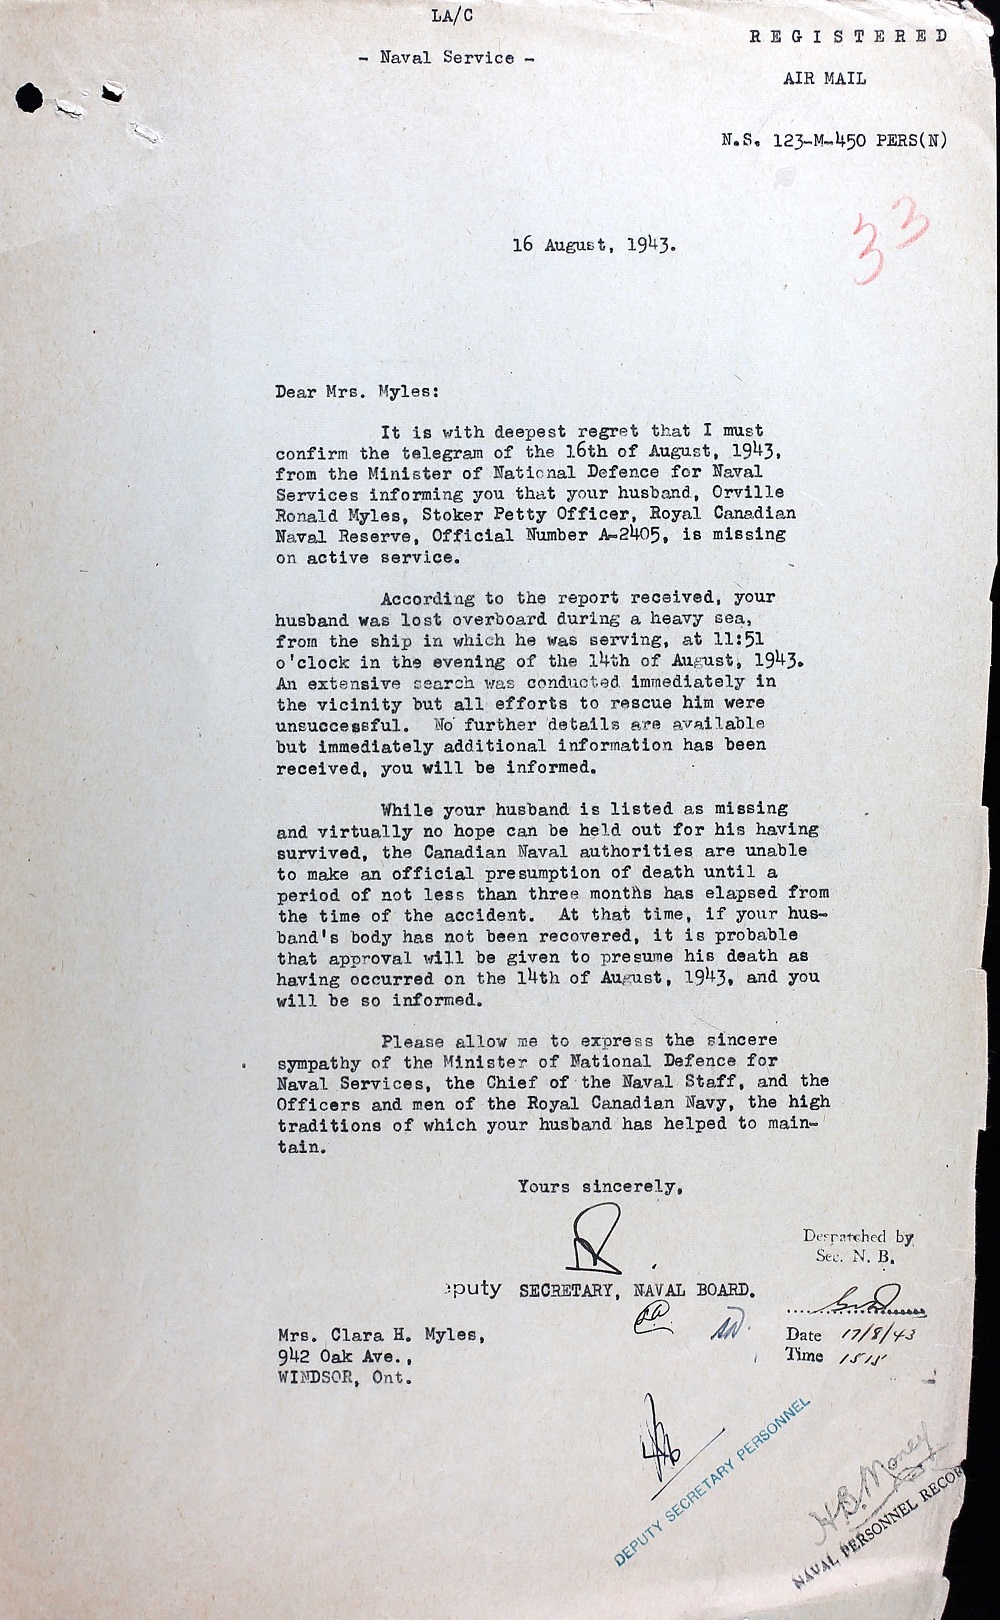 LA/C
- Naval Service -
REGISTERED
AIR MAIL
N.S. 123-M-450 PERS(N)
33
16 August, 1943.
Dear Mrs. Myles:
It is with deepest regret that I must
confirm the telegram of the 16th of August, 1943,
from the Minister of National Defence for Naval
Services informing you that your husband, Orville
Ronald Myles, Stoker Petty Officer, Royal Canadian
Naval Reserve, Official Number A-2405, is missing
on active service.
According to the report received, your
husband was lost overboard during a heavy sea,
from the ship in which he was serving, at 11:51
o'clock in the evening of the 14th of August, 1943.
An extensive search was conducted immediately in
the vicinity but all efforts to rescue him were
unsuccessful. No further details are available
but immediately additional information has been
received, you will be informed.
While your husband is listed as missing
and virtually no hope can be held out for his having
survived, the Canadian Naval authorities are unable
to make an official presumption of death until a
period of not less than three months has elapsed from
the time of the accident. At that time, if your hus-
band's body has not been recovered, it is probable
that approval will be given to presume his death as
having occurred on the 14th of August, 1943, and you
will be so informed.
Please allow me to express the sincere
sympathy of the Minister of National Defence for
Naval Services, the Chief of the Naval Staff, and the
Officers and men of the Royal Canadian Navy, the high
traditions of which your husband has helped to main-
tain.
Yours sincerely,
eputy SECRETARY, NAVAL BOARD.
Despatched by
Sec. N. B.
Date 17/8/43
Time 1515
Mrs. Clara H. Myles,
942 Oak Ave.,
WINDSOR, Ont.
DEPUTY SECRETARY PERSONNEL
H.B. Money
NAVAL PERSONNEL RECOR